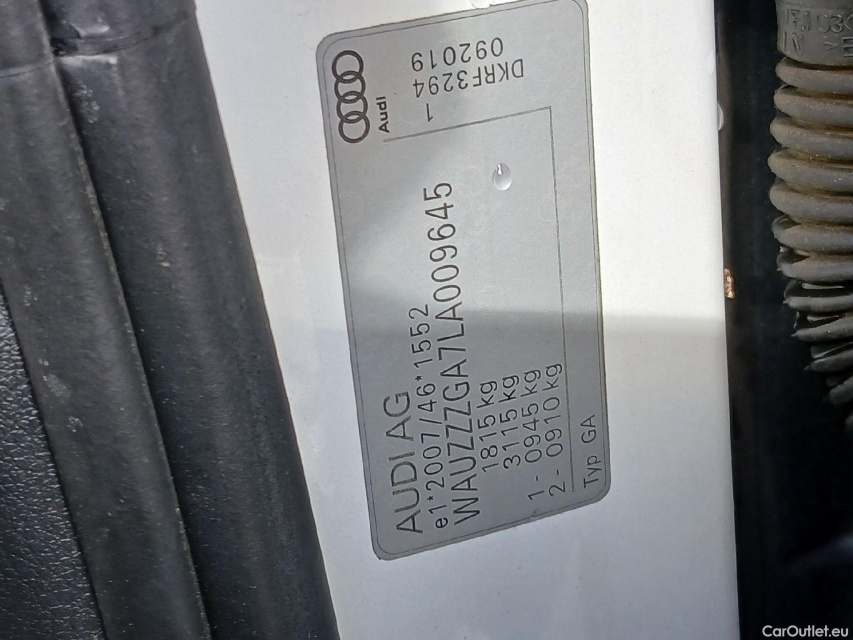 AUDI AG
e1*2007/46*1552
WAUZZZGA7LA009645
1815 kg
3115 kg
1 - 0945 kg
2 - 0910 kg
Typ GA
Audi
1
DKRF3294
092019
CarOutlet.eu